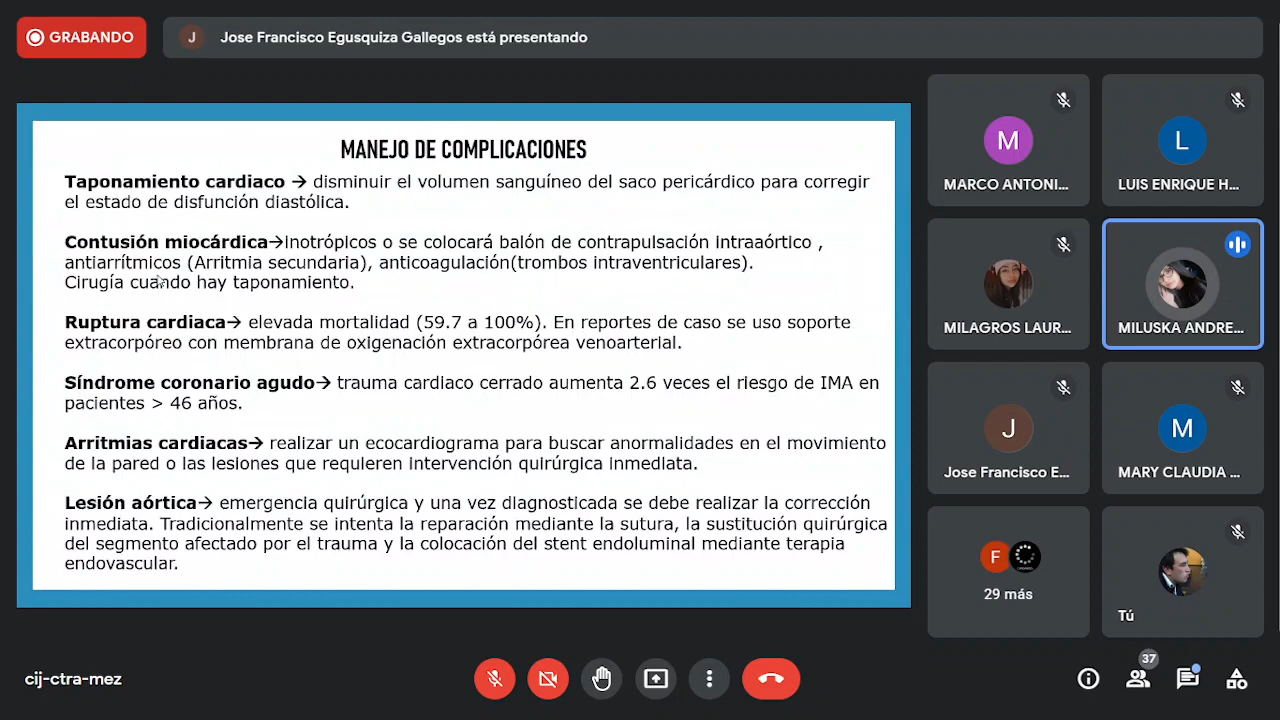 GRABANDO
J
Jose Francisco Egusquiza Gallegos está presentando
MANEJO DE COMPLICACIONES
Taponamiento cardiaco → disminuir el volumen sanguíneo del saco pericárdico para corregir
el estado de disfunción diastólica.
Contusión miocárdica→Inotrópicos o se colocará balón de contrapulsación intraaórtico ,
antiarrítmicos (Arritmia secundaria), anticoagulación(trombos intraventriculares).
Cirugía cuando hay taponamiento.
Ruptura cardiaca→ elevada mortalidad (59.7 a 100%). En reportes de caso se uso soporte
extracorpóreo con membrana de oxigenación extracorpórea venoarterial.
Síndrome coronario agudo→ trauma cardiaco cerrado aumenta 2.6 veces el riesgo de IMA en
pacientes > 46 años.
Arritmias cardiacas→ realizar un ecocardiograma para buscar anormalidades en el movimiento
de la pared o las lesiones que requieren intervención quirúrgica inmediata.
Lesión aórtica→ emergencia quirúrgica y una vez diagnosticada se debe realizar la corrección
inmediata. Tradicionalmente se intenta la reparación mediante la sutura, la sustitución quirúrgica
del segmento afectado por el trauma y la colocación del stent endoluminal mediante terapia
endovascular.
M
MARCO ANTONI...
L
LUIS ENRIQUE H...
MILAGROS LAUR...
MILUSKA ANDRE...
J
Jose Francisco E...
M
MARY CLAUDIA ...
F
29 más
Tú
cij-ctra-mez
37